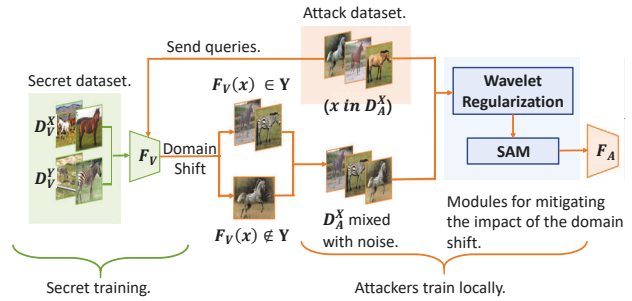 Attack dataset.
Send queries.
Secret dataset.
F_V(x) ∈ Y
(x in D_A^X)
Wavelet
Regularization
D_V^X
F_V
Domain
Shift
SAM
F_A
D_V^Y
F_V(x) ∉ Y
D_A^X mixed
with noise.
Modules for mitigating
the impact of the domain
shift.
Secret training.
Attackers train locally.